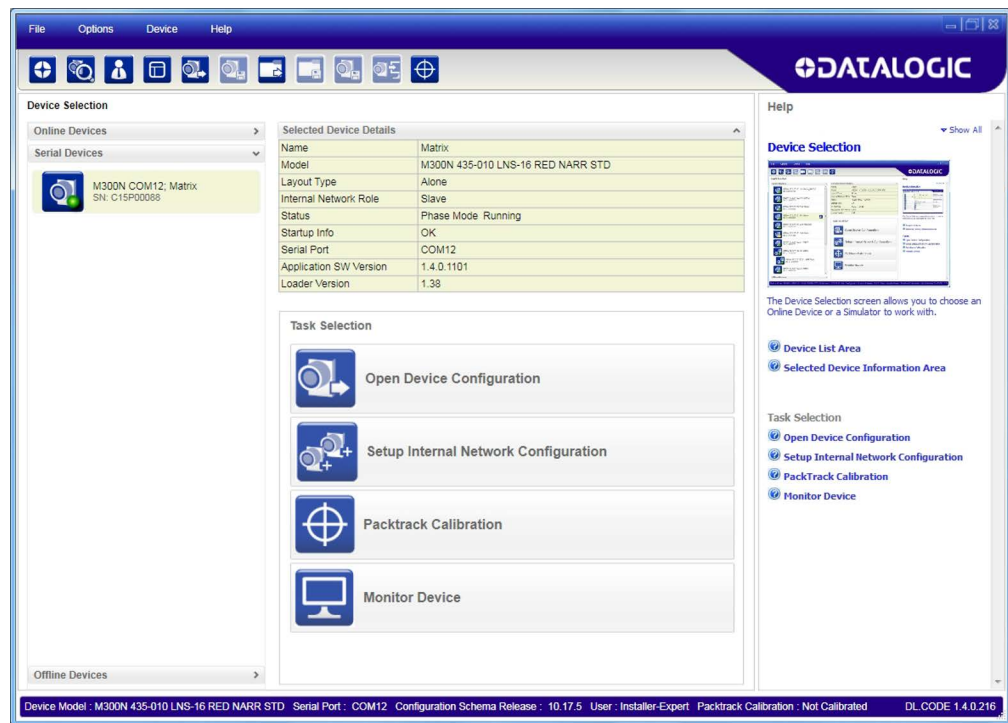 File Options Device Help
DATALOGIC
Device Selection
Online Devices
Serial Devices
M300N COM12; Matrix
SN: C15P00088
Selected Device Details
Name Matrix
Model M300N 435-010 LNS-16 RED NARR STD
Layout Type Alone
Internal Network Role Slave
Status Phase Mode Running
Startup Info OK
Serial Port COM12
Application SW Version 1.4.0.1101
Loader Version 1.38
Task Selection
Open Device Configuration
Setup Internal Network Configuration
Packtrack Calibration
Monitor Device
Offline Devices
Help
Show All
Device Selection
The Device Selection screen allows you to choose an
Online Device or a Simulator to work with.
Device List Area
Selected Device Information Area
Task Selection
Open Device Configuration
Setup Internal Network Configuration
PackTrack Calibration
Monitor Device
Device Model : M300N 435-010 LNS-16 RED NARR STD Serial Port : COM12 Configuration Schema Release : 10.17.5 User : Installer-Expert Packtrack Calibration : Not Calibrated DL.CODE 1.4.0.216